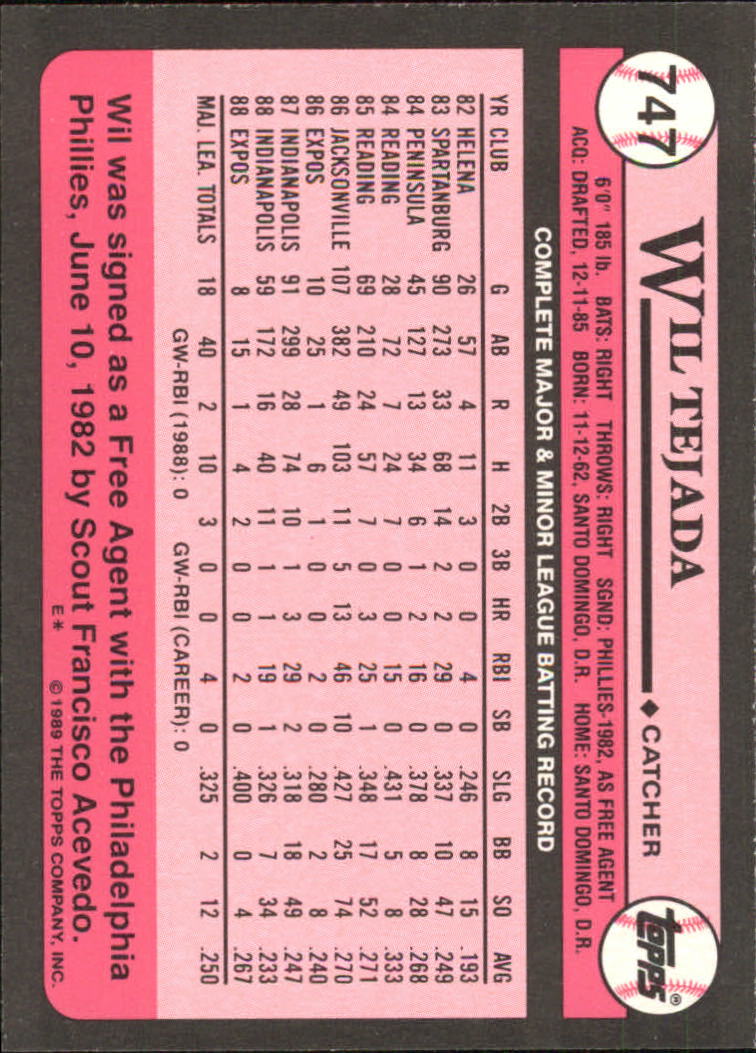 747
WIL TEJADA
◆ CATCHER
TOPPS®
6'0" 185 lb. BATS: RIGHT THROWS: RIGHT SGND: PHILLIES-1982, AS FREE AGENT
ACQ: DRAFTED, 12-11-85 BORN: 11-12-62, SANTO DOMINGO, D.R. HOME: SANTO DOMINGO, D.R.
COMPLETE MAJOR & MINOR LEAGUE BATTING RECORD
YR CLUB G AB R H 2B 3B HR RBI SB SLG BB SO AVG
82 HELENA 26 57 4 11 3 0 0 4 0 .246 8 15 .193
83 SPARTANBURG 90 273 33 68 14 2 2 29 0 .337 10 47 .249
84 PENINSULA 45 127 13 34 6 1 2 16 0 .378 8 28 .268
84 READING 28 72 7 24 7 0 0 15 0 .431 5 8 .333
85 READING 69 210 24 57 7 0 3 25 1 .348 17 52 .271
86 JACKSONVILLE 107 382 49 103 11 5 13 46 10 .427 25 74 .270
86 EXPOS 10 25 1 6 1 0 0 2 0 .280 2 8 .240
87 INDIANAPOLIS 91 299 28 74 10 1 3 29 2 .318 18 49 .247
88 INDIANAPOLIS 59 172 16 40 11 1 1 19 1 .326 7 34 .233
88 EXPOS 8 15 1 4 2 0 0 2 0 .400 0 4 .267
MAJ. LEA. TOTALS 18 40 2 10 3 0 0 4 0 .325 2 12 .250
GW-RBI (1988): 0 GW-RBI (CAREER): 0
Wil was signed as a Free Agent with the Philadelphia
Phillies, June 10, 1982 by Scout Francisco Acevedo.
E* ©1989 THE TOPPS COMPANY, INC.